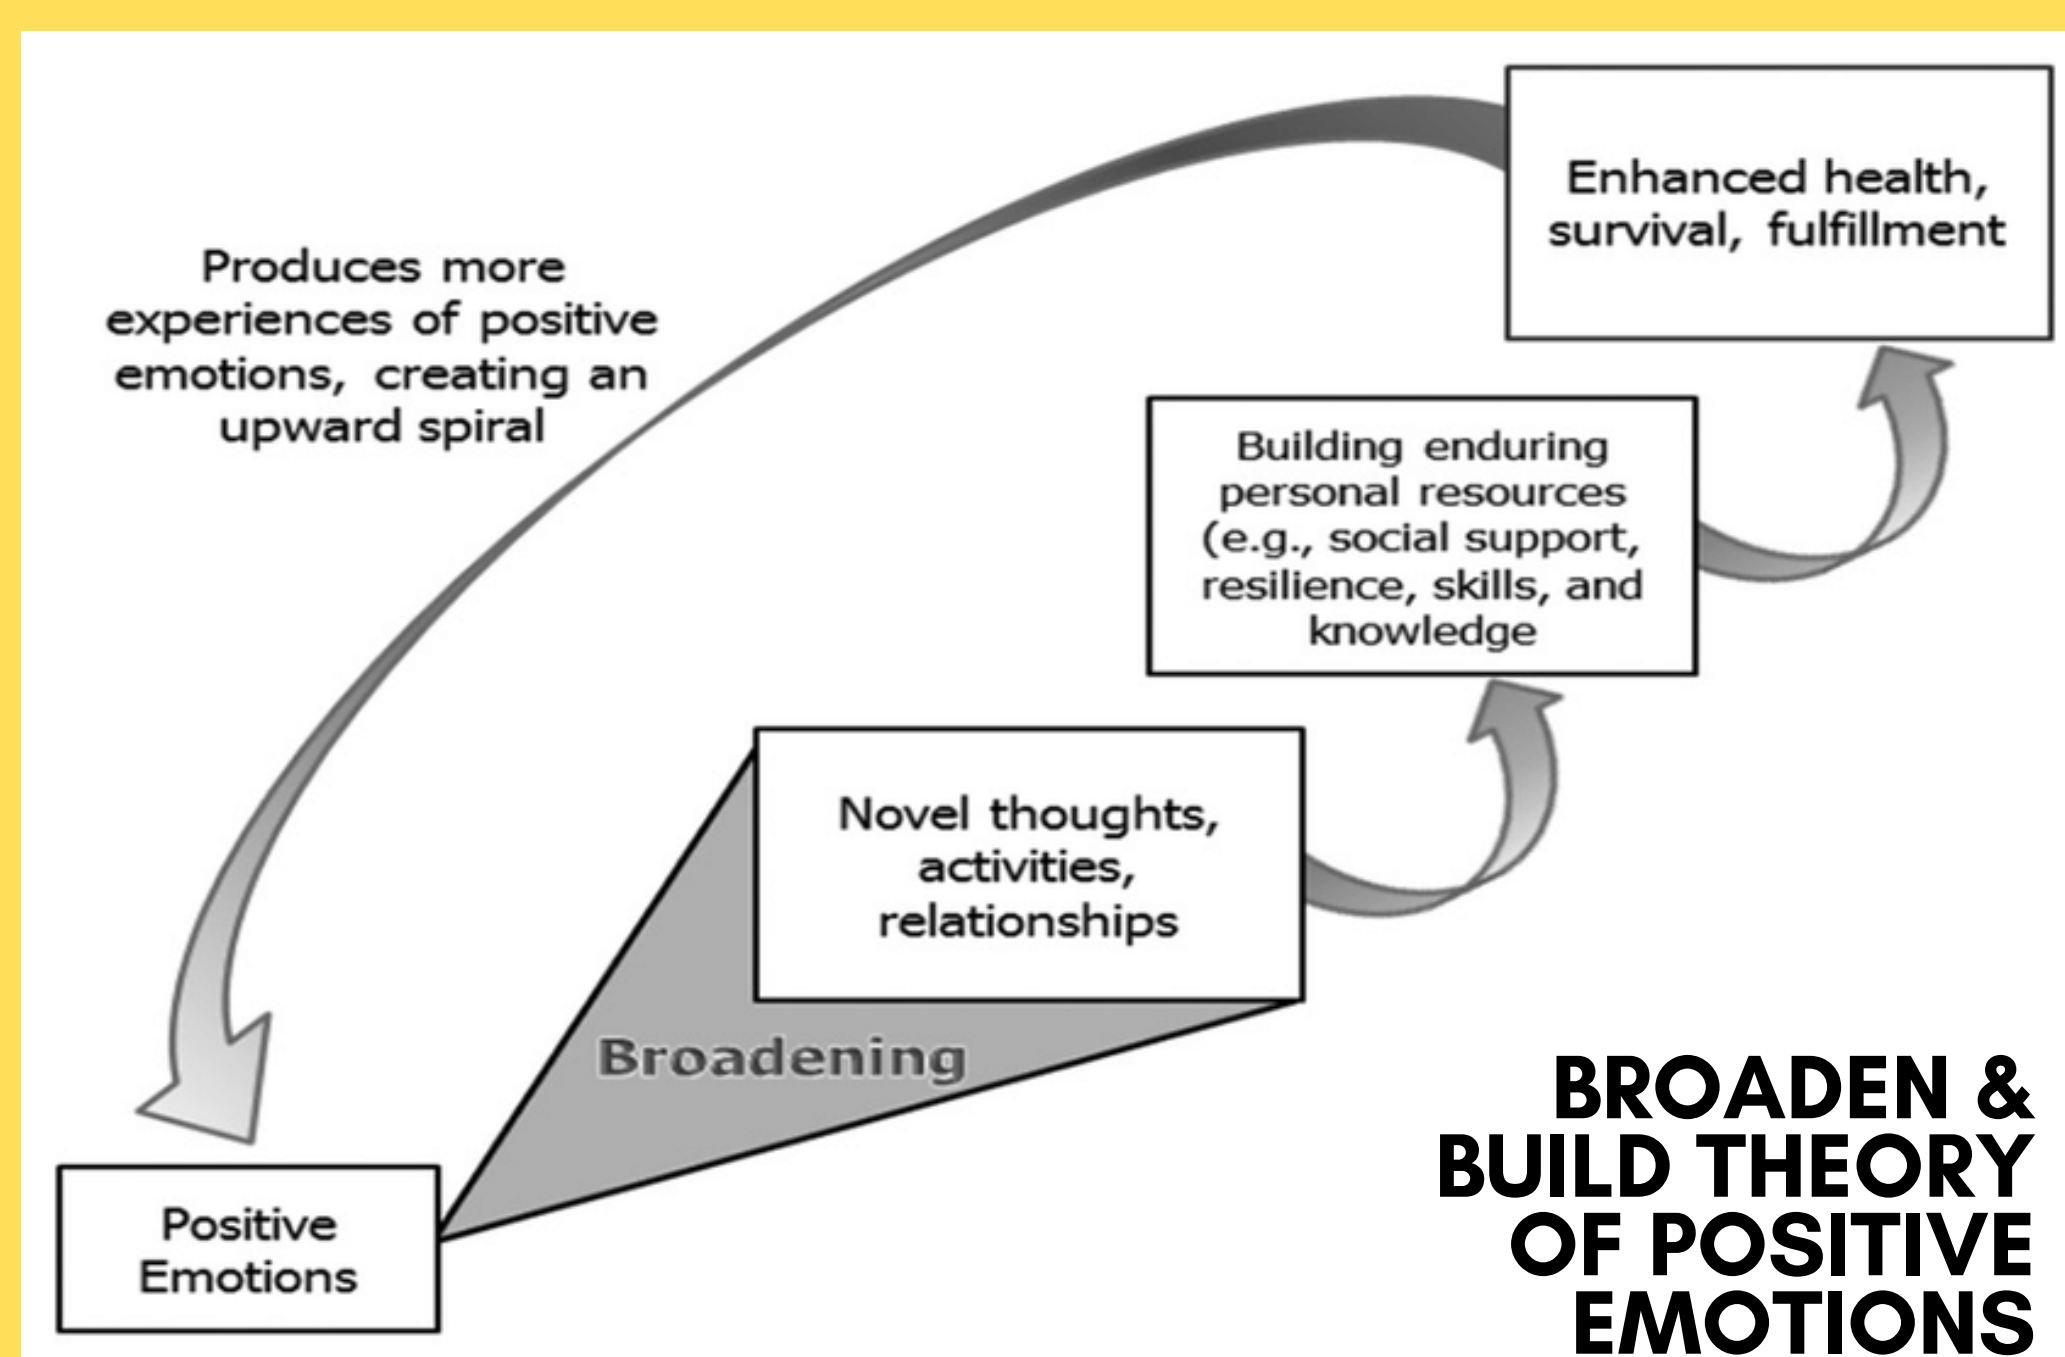 Enhanced health,
survival, fulfillment
Produces more
experiences of positive
emotions, creating an
upward spiral
Building enduring
personal resources
(e.g., social support,
resilience, skills, and
knowledge
Novel thoughts,
activities,
relationships
Broadening
Positive
Emotions
BROADEN &
BUILD THEORY
OF POSITIVE
EMOTIONS